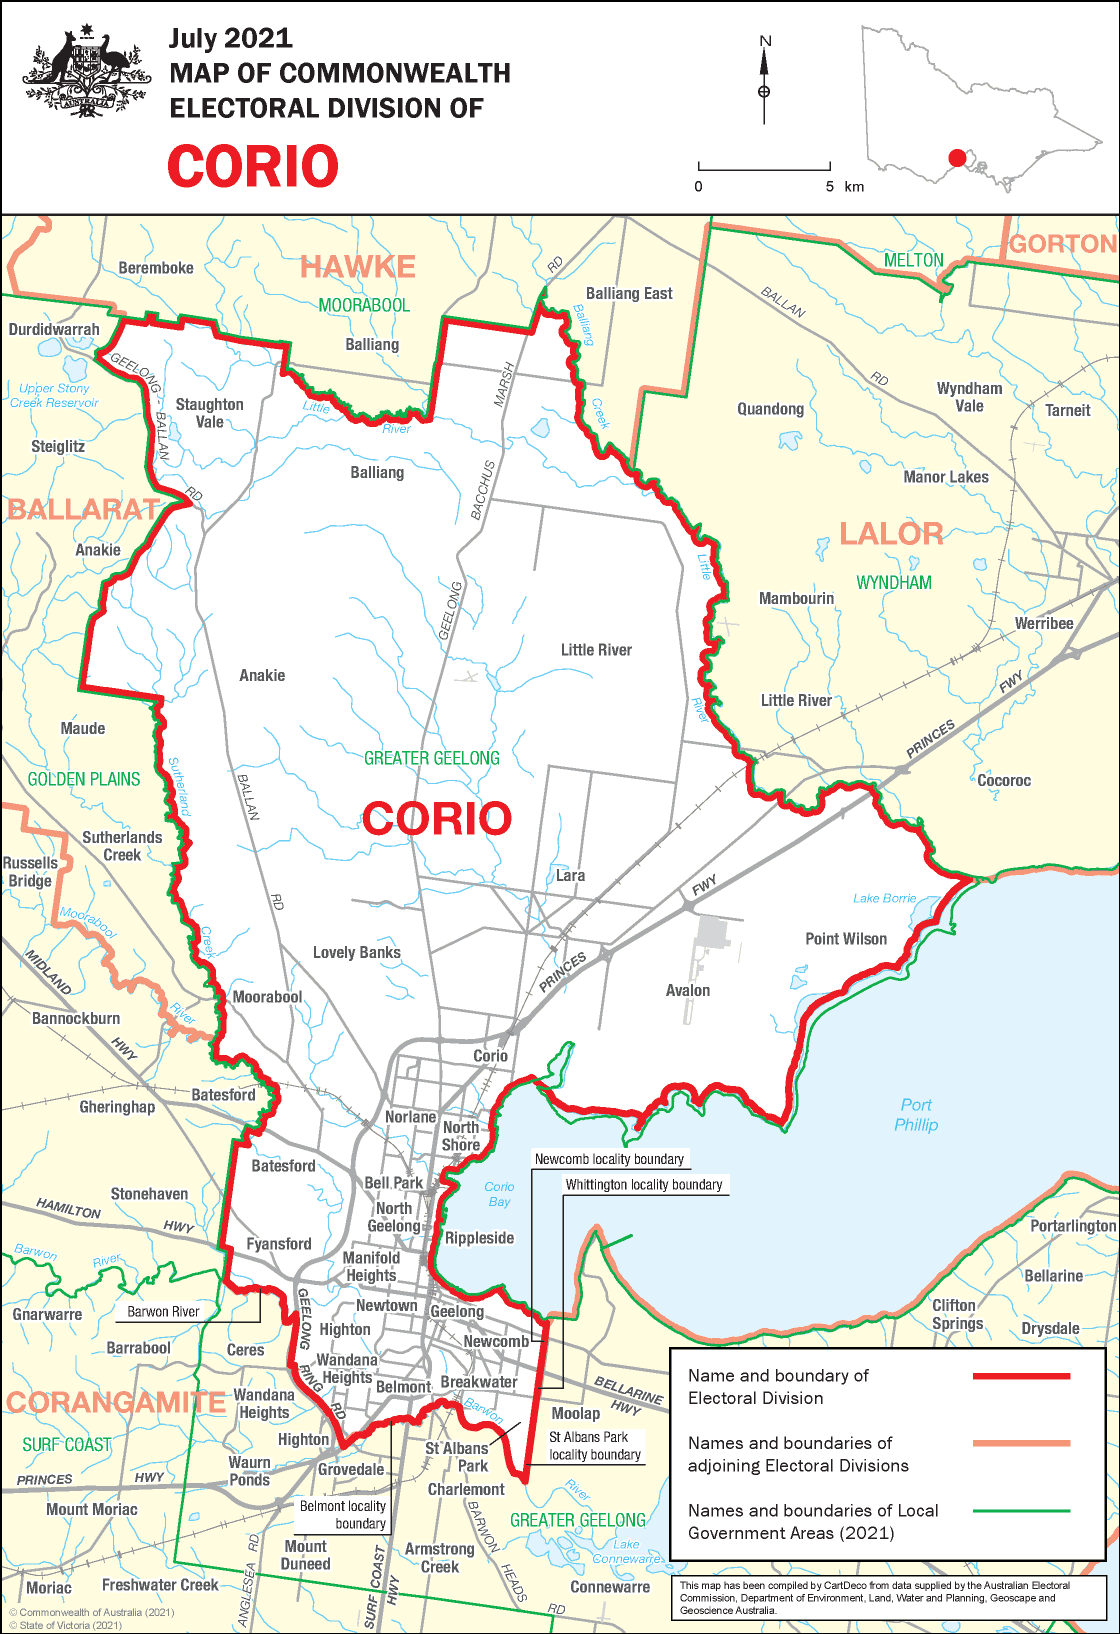 July 2021
MAP OF COMMONWEALTH
ELECTORAL DIVISION OF
CORIO
AUSTRALIA
N
0
5 km
HAWKE
GORTON
MELTON
Beremboke
MOORABOOL
Balliang East
RD
BALLAN
RD
Durdidwarrah
Balliang
Balliang
Creek
GEELONG
BALLAN
RD
Upper Stony
Creek Reservoir
Staughton
Vale
Little
River
MARSH
BACCHUS
GEELONG
Quandong
Wyndham
Vale
Tarneit
Steiglitz
Balliang
Manor Lakes
BALLARAT
LALOR
Anakie
Little
River
WYNDHAM
Mambourin
Werribee
Little River
Anakie
Little River
FWY
PRINCES
Maude
GOLDEN PLAINS
Sutherland
Creek
GREATER GEELONG
CORIO
Cocoroc
BALLAN
RD
Sutherlands
Creek
Russells
Bridge
Lara
FWY
PRINCES
Lake Borrie
Moorabool
River
Point Wilson
Lovely Banks
MIDLAND
HWY
Avalon
Moorabool
Bannockburn
Corio
Batesford
Gheringhap
Norlane
North
Shore
Port
Phillip
Newcomb locality boundary
Batesford
Bell Park
Whittington locality boundary
Stonehaven
HAMILTON
HWY
North
Geelong
Corio
Bay
Portarlington
Fyansford
Rippleside
Barwon
River
Manifold
Heights
Bellarine
Gnarwarre
Barwon River
GEELONG
RING
RD
Newtown
Geelong
Clifton
Springs
Drysdale
Barrabool
Ceres
Highton
Newcomb
Wandana
Heights
Belmont
Breakwater
BELLARINE
HWY
CORANGAMITE
Wandana
Heights
Barwon
Moolap
SURF COAST
Highton
St Albans
Park
St Albans Park
locality boundary
Waurn
Ponds
Grovedale
Charlemont
PRINCES
HWY
River
Mount Moriac
Belmont locality
boundary
GREATER GEELONG
BARWON
HEADS
RD
Mount
Duneed
Armstrong
Creek
Lake
Connewarre
ANGLESEA
RD
SURF COAST
HWY
Moriac
Freshwater Creek
Connewarre
Name and boundary of
Electoral Division
Names and boundaries of
adjoining Electoral Divisions
Names and boundaries of Local
Government Areas (2021)
This map has been compiled by CartDeco from data supplied by the Australian Electoral
Commission, Department of Environment, Land, Water and Planning, Geoscape and
Geoscience Australia.
© Commonwealth of Australia (2021)
© State of Victoria (2021)